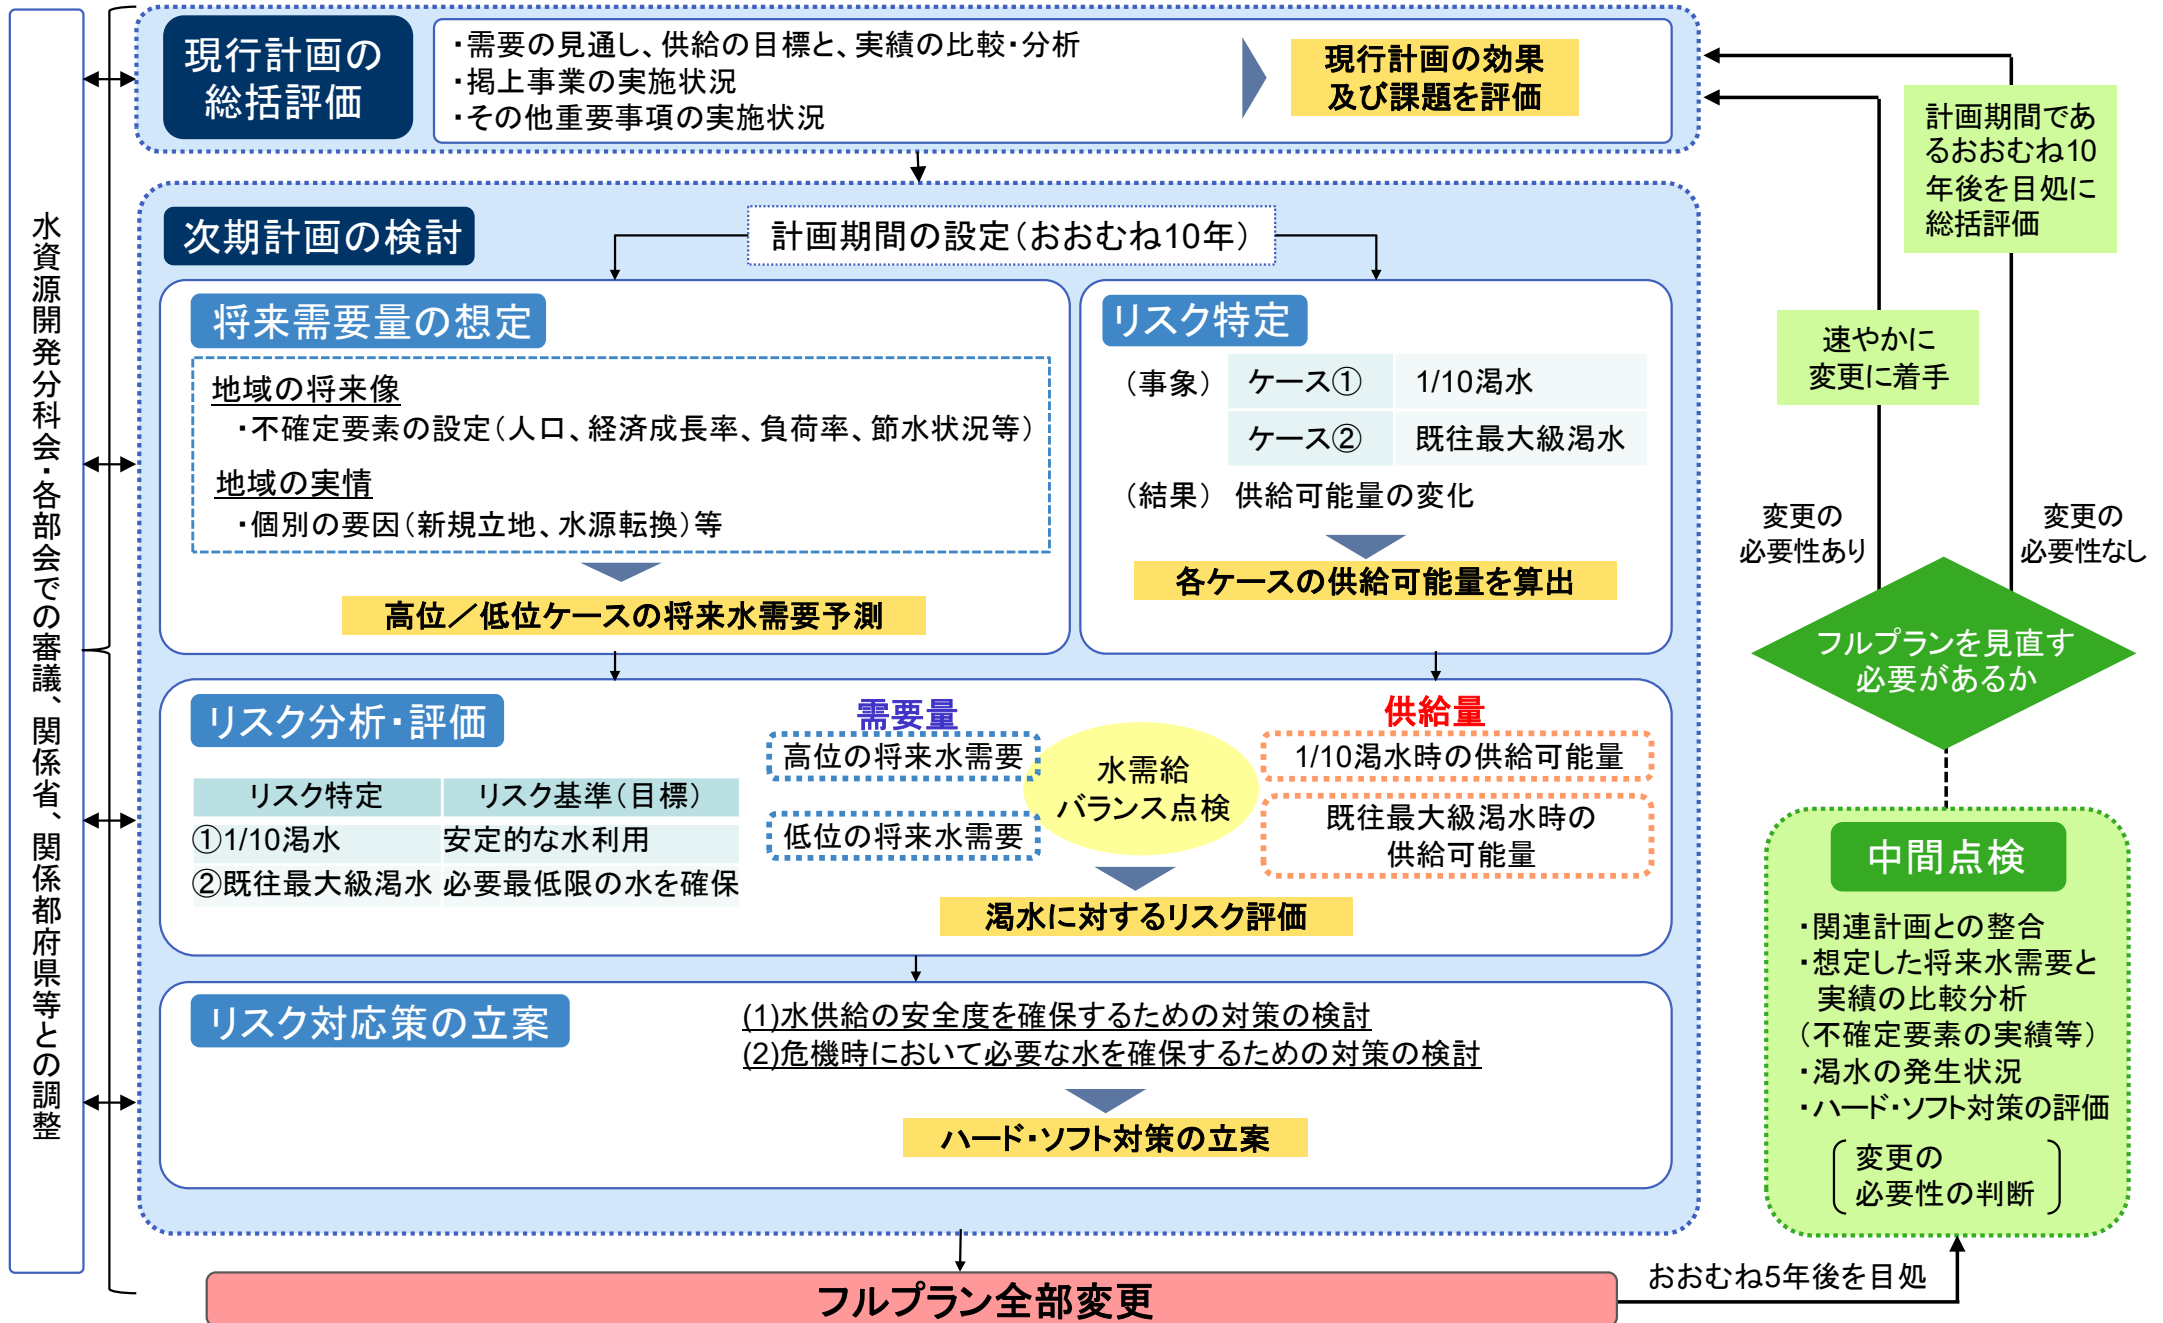 水資源開発分科会・各部会での審議、関係省、関係都府県等との調整
現行計画の
総括評価
・需要の見通し、供給の目標と、実績の比較・分析
・掲上事業の実施状況
・その他重要事項の実施状況
現行計画の効果
及び課題を評価
次期計画の検討
計画期間の設定(おおむね10年)
将来需要量の想定
地域の将来像
・不確定要素の設定(人口、経済成長率、負荷率、節水状況等)
地域の実情
・個別の要因(新規立地、水源転換)等
高位／低位ケースの将来水需要予測
リスク特定
(事象) ケース① 1/10渇水
ケース② 既往最大級渇水
(結果) 供給可能量の変化
各ケースの供給可能量を算出
リスク分析・評価
リスク特定 リスク基準(目標)
①1/10渇水 安定的な水利用
②既往最大級渇水 必要最低限の水を確保
需要量
高位の将来水需要
低位の将来水需要
水需給
バランス点検
供給量
1/10渇水時の供給可能量
既往最大級渇水時の
供給可能量
渇水に対するリスク評価
リスク対応策の立案
(1)水供給の安全度を確保するための対策の検討
(2)危機時において必要な水を確保するための対策の検討
ハード・ソフト対策の立案
フルプラン全部変更
おおむね5年後を目処
中間点検
・関連計画との整合
・想定した将来水需要と
実績の比較分析
(不確定要素の実績等)
・渇水の発生状況
・ハード・ソフト対策の評価
変更の
必要性の判断
フルプランを見直す
必要があるか
変更の
必要性あり
変更の
必要性なし
速やかに
変更に着手
計画期間であ
るおおむね10
年後を目処に
総括評価